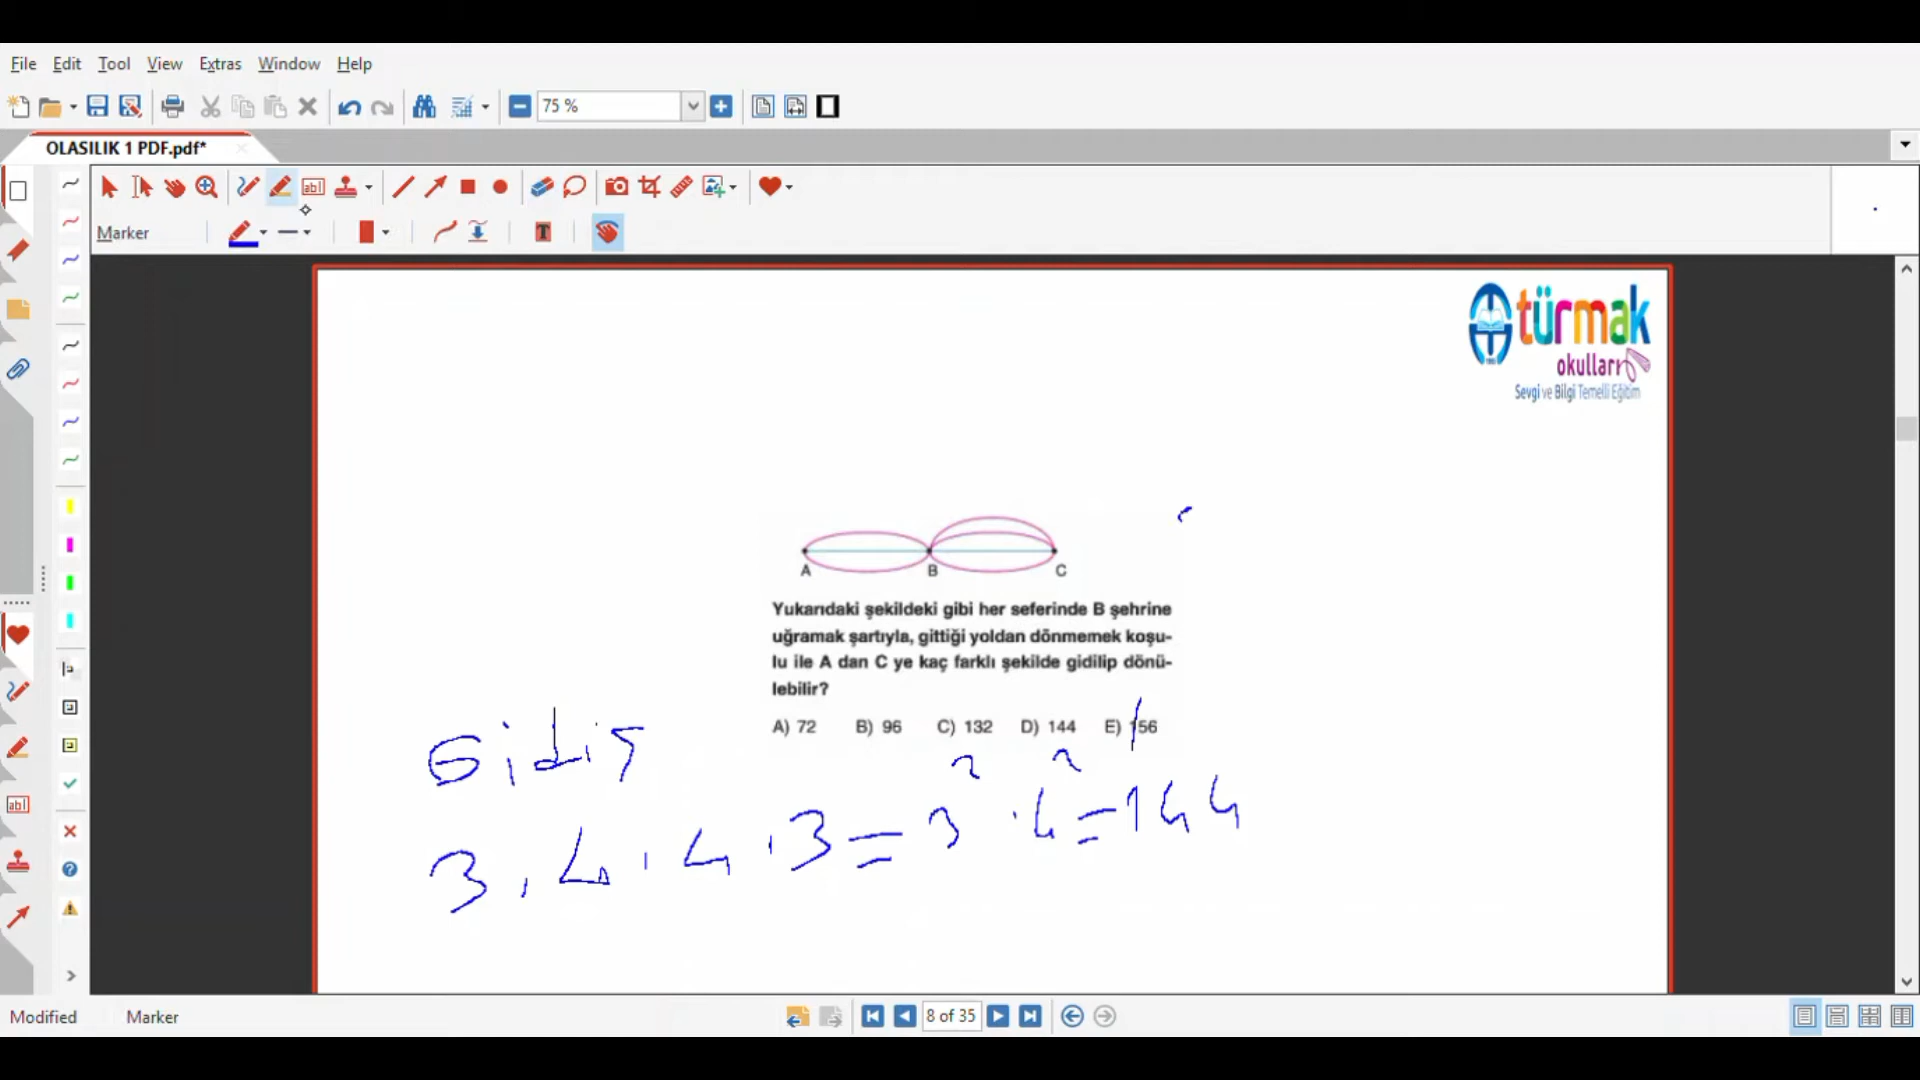 File Edit Tool View Extras Window Help
75 %
OLASILIK 1 PDF.pdf*
Marker
türmak
okulları
Sevgi ve Bilgi Temelli Eğitim
A B C
Yukarıdaki şekildeki gibi her seferinde B şehrine
uğramak şartıyla, gittiği yoldan dönmemek koşu-
lu ile A dan C ye kaç farklı şekilde gidilip dönü-
lebilir?
A) 72 B) 96 C) 132 D) 144 E) 156
Gidiş
3 . 4 . 4 . 3 = 3² . 4² = 144
Modified Marker 8 of 35